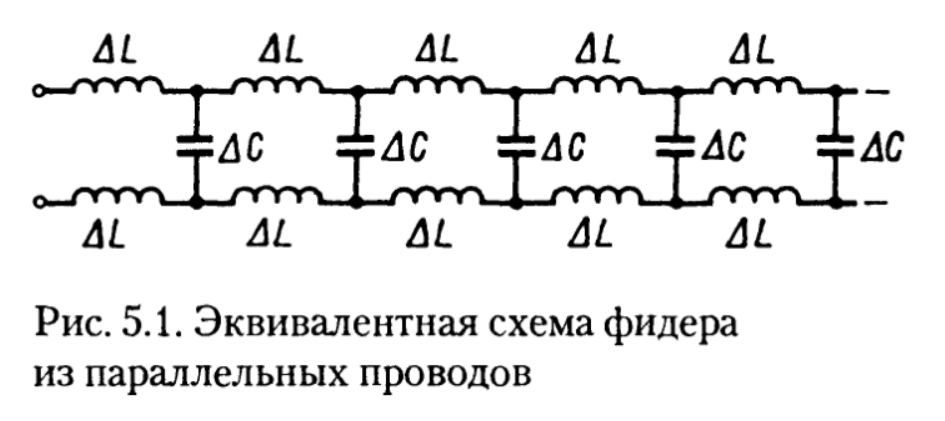 ΔL ΔL ΔL ΔL ΔL
ΔC ΔC ΔC ΔC ΔC
ΔL ΔL ΔL ΔL ΔL
Рис. 5.1. Эквивалентная схема фидера
из параллельных проводов